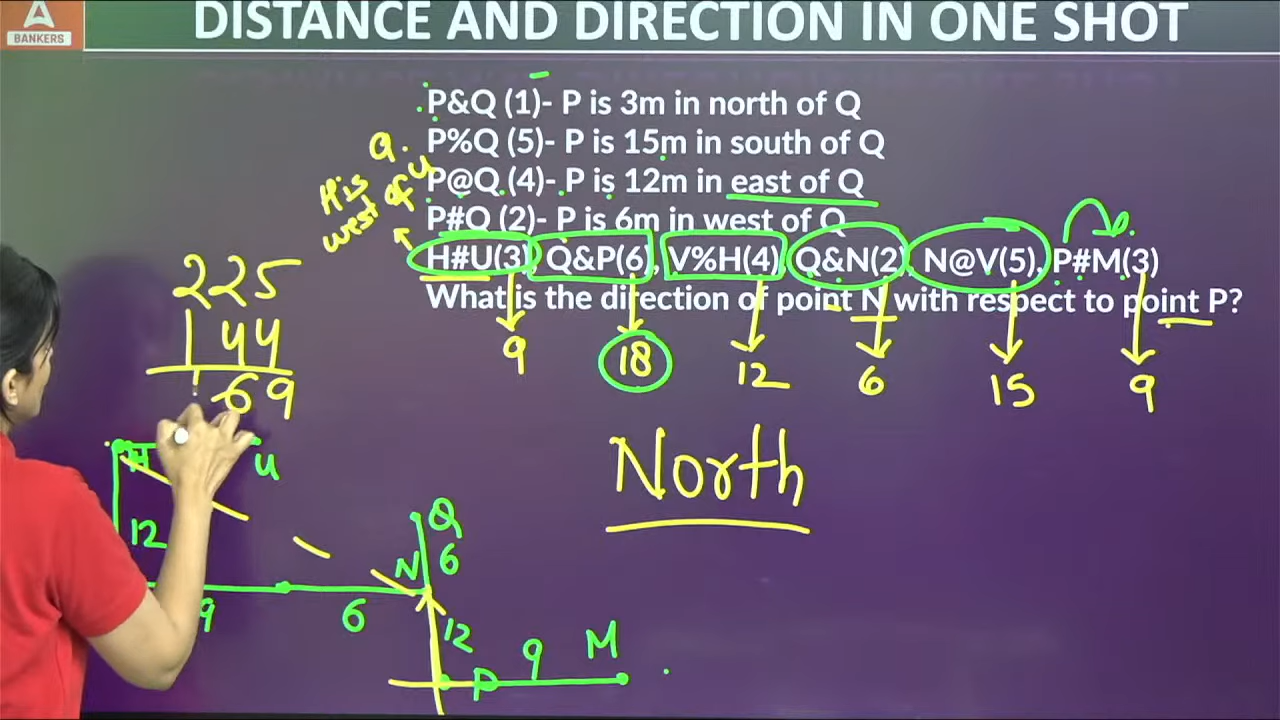 A
BANKERS
DISTANCE AND DIRECTION IN ONE SHOT
P&Q (1)- P is 3m in north of Q
P%Q (5)- P is 15m in south of Q
P@Q (4)- P is 12m in east of Q
P#Q (2)- P is 6m in west of Q
H#U(3), Q&P(6), V%H(4), Q&N(2), N@V(5), P#M(3)
What is the direction of point N with respect to point P?
H is
west of U
9 18 12 6 15 9
225
144
169
North
H U
12
Q
N 6
9 6
12
P 9 M